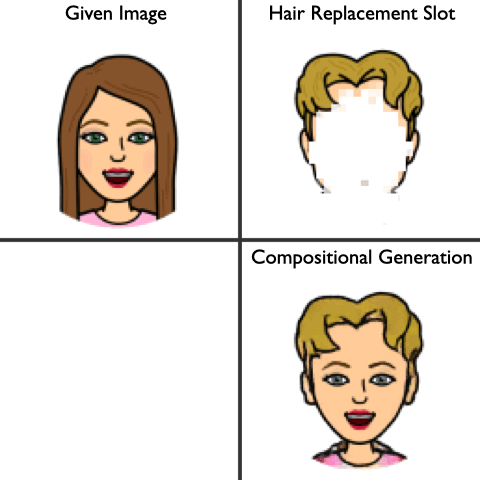 Given Image
Hair Replacement Slot
Compositional Generation